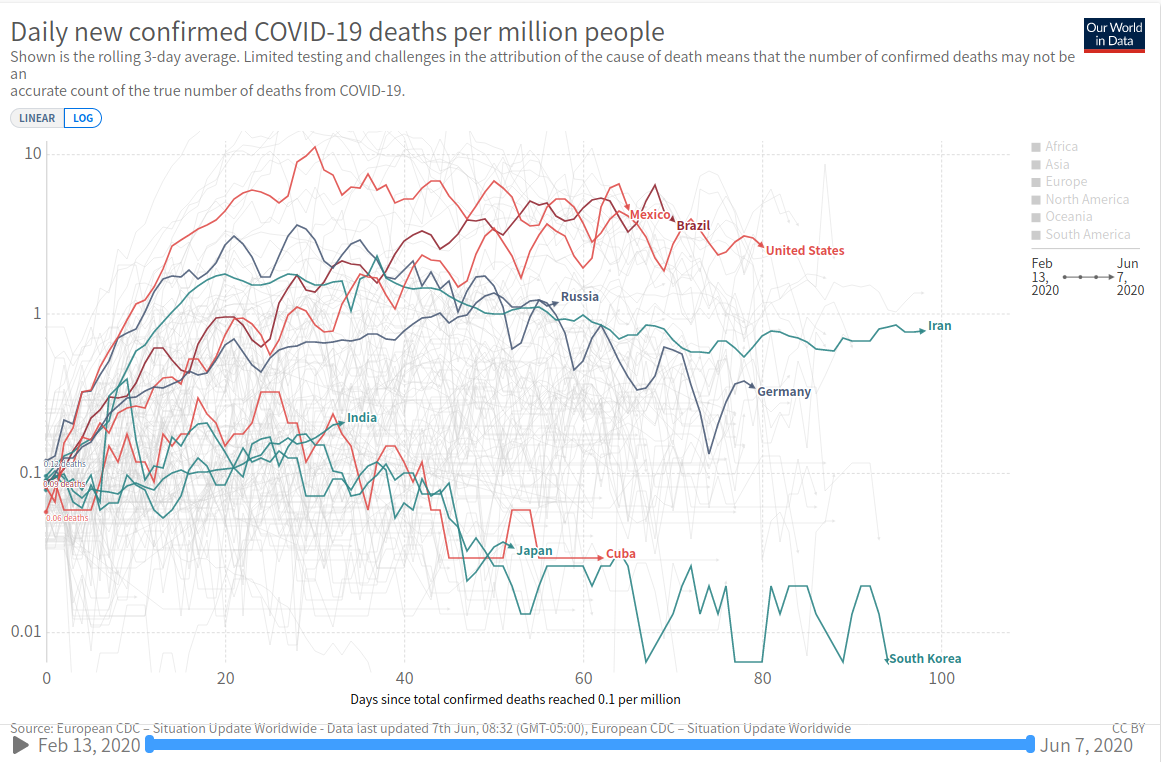 Daily new confirmed COVID-19 deaths per million people
Our World
in Data
Shown is the rolling 3-day average. Limited testing and challenges in the attribution of the cause of death means that the number of confirmed deaths may not be
an
accurate count of the true number of deaths from COVID-19.
LINEAR LOG
10
1
0.1
0.01
Africa
Asia
Europe
North America
Oceania
South America
Feb
13,
2020
Jun
7,
2020
Mexico
Brazil
United States
Russia
Iran
Germany
India
0.12 deaths
0.09 deaths
0.06 deaths
Japan
Cuba
South Korea
0 20 40 60 80 100
Days since total confirmed deaths reached 0.1 per million
Source: European CDC – Situation Update Worldwide - Data last updated 7th Jun, 08:32 (GMT-05:00), European CDC – Situation Update Worldwide
CC BY
Feb 13, 2020
Jun 7, 2020